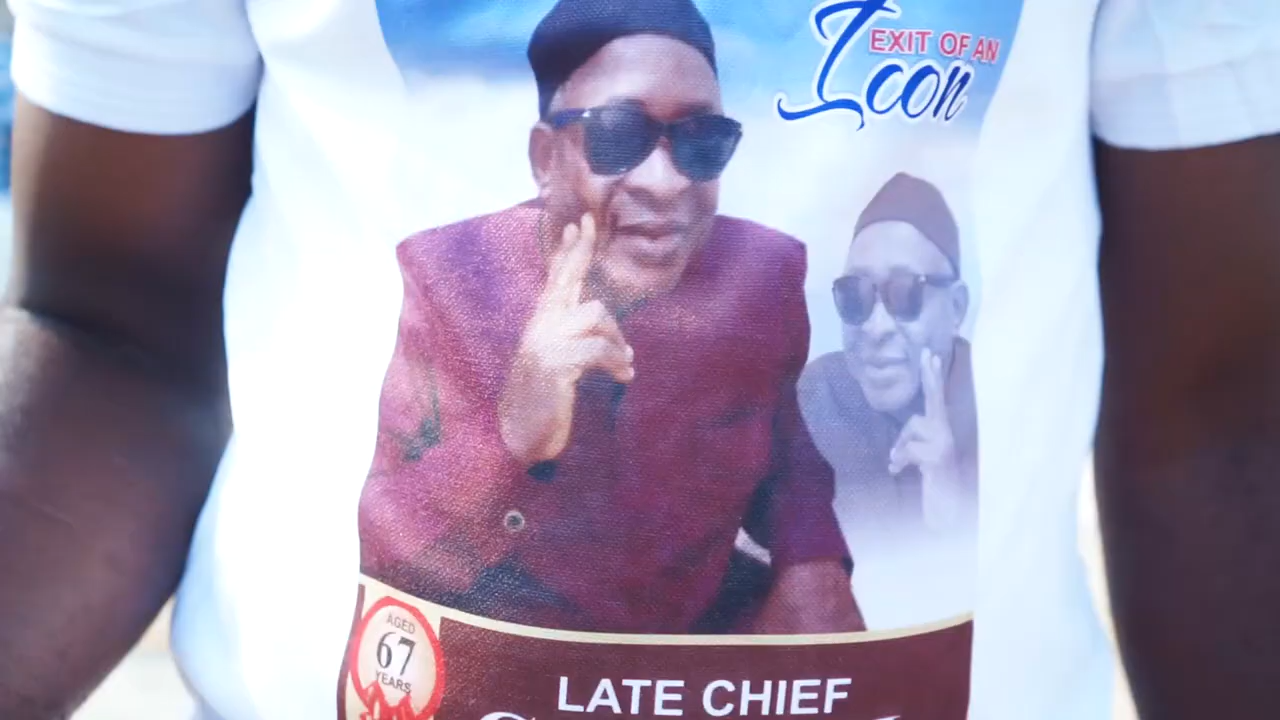 EXIT OF AN
Icon
AGED
67
YEARS
LATE CHIEF